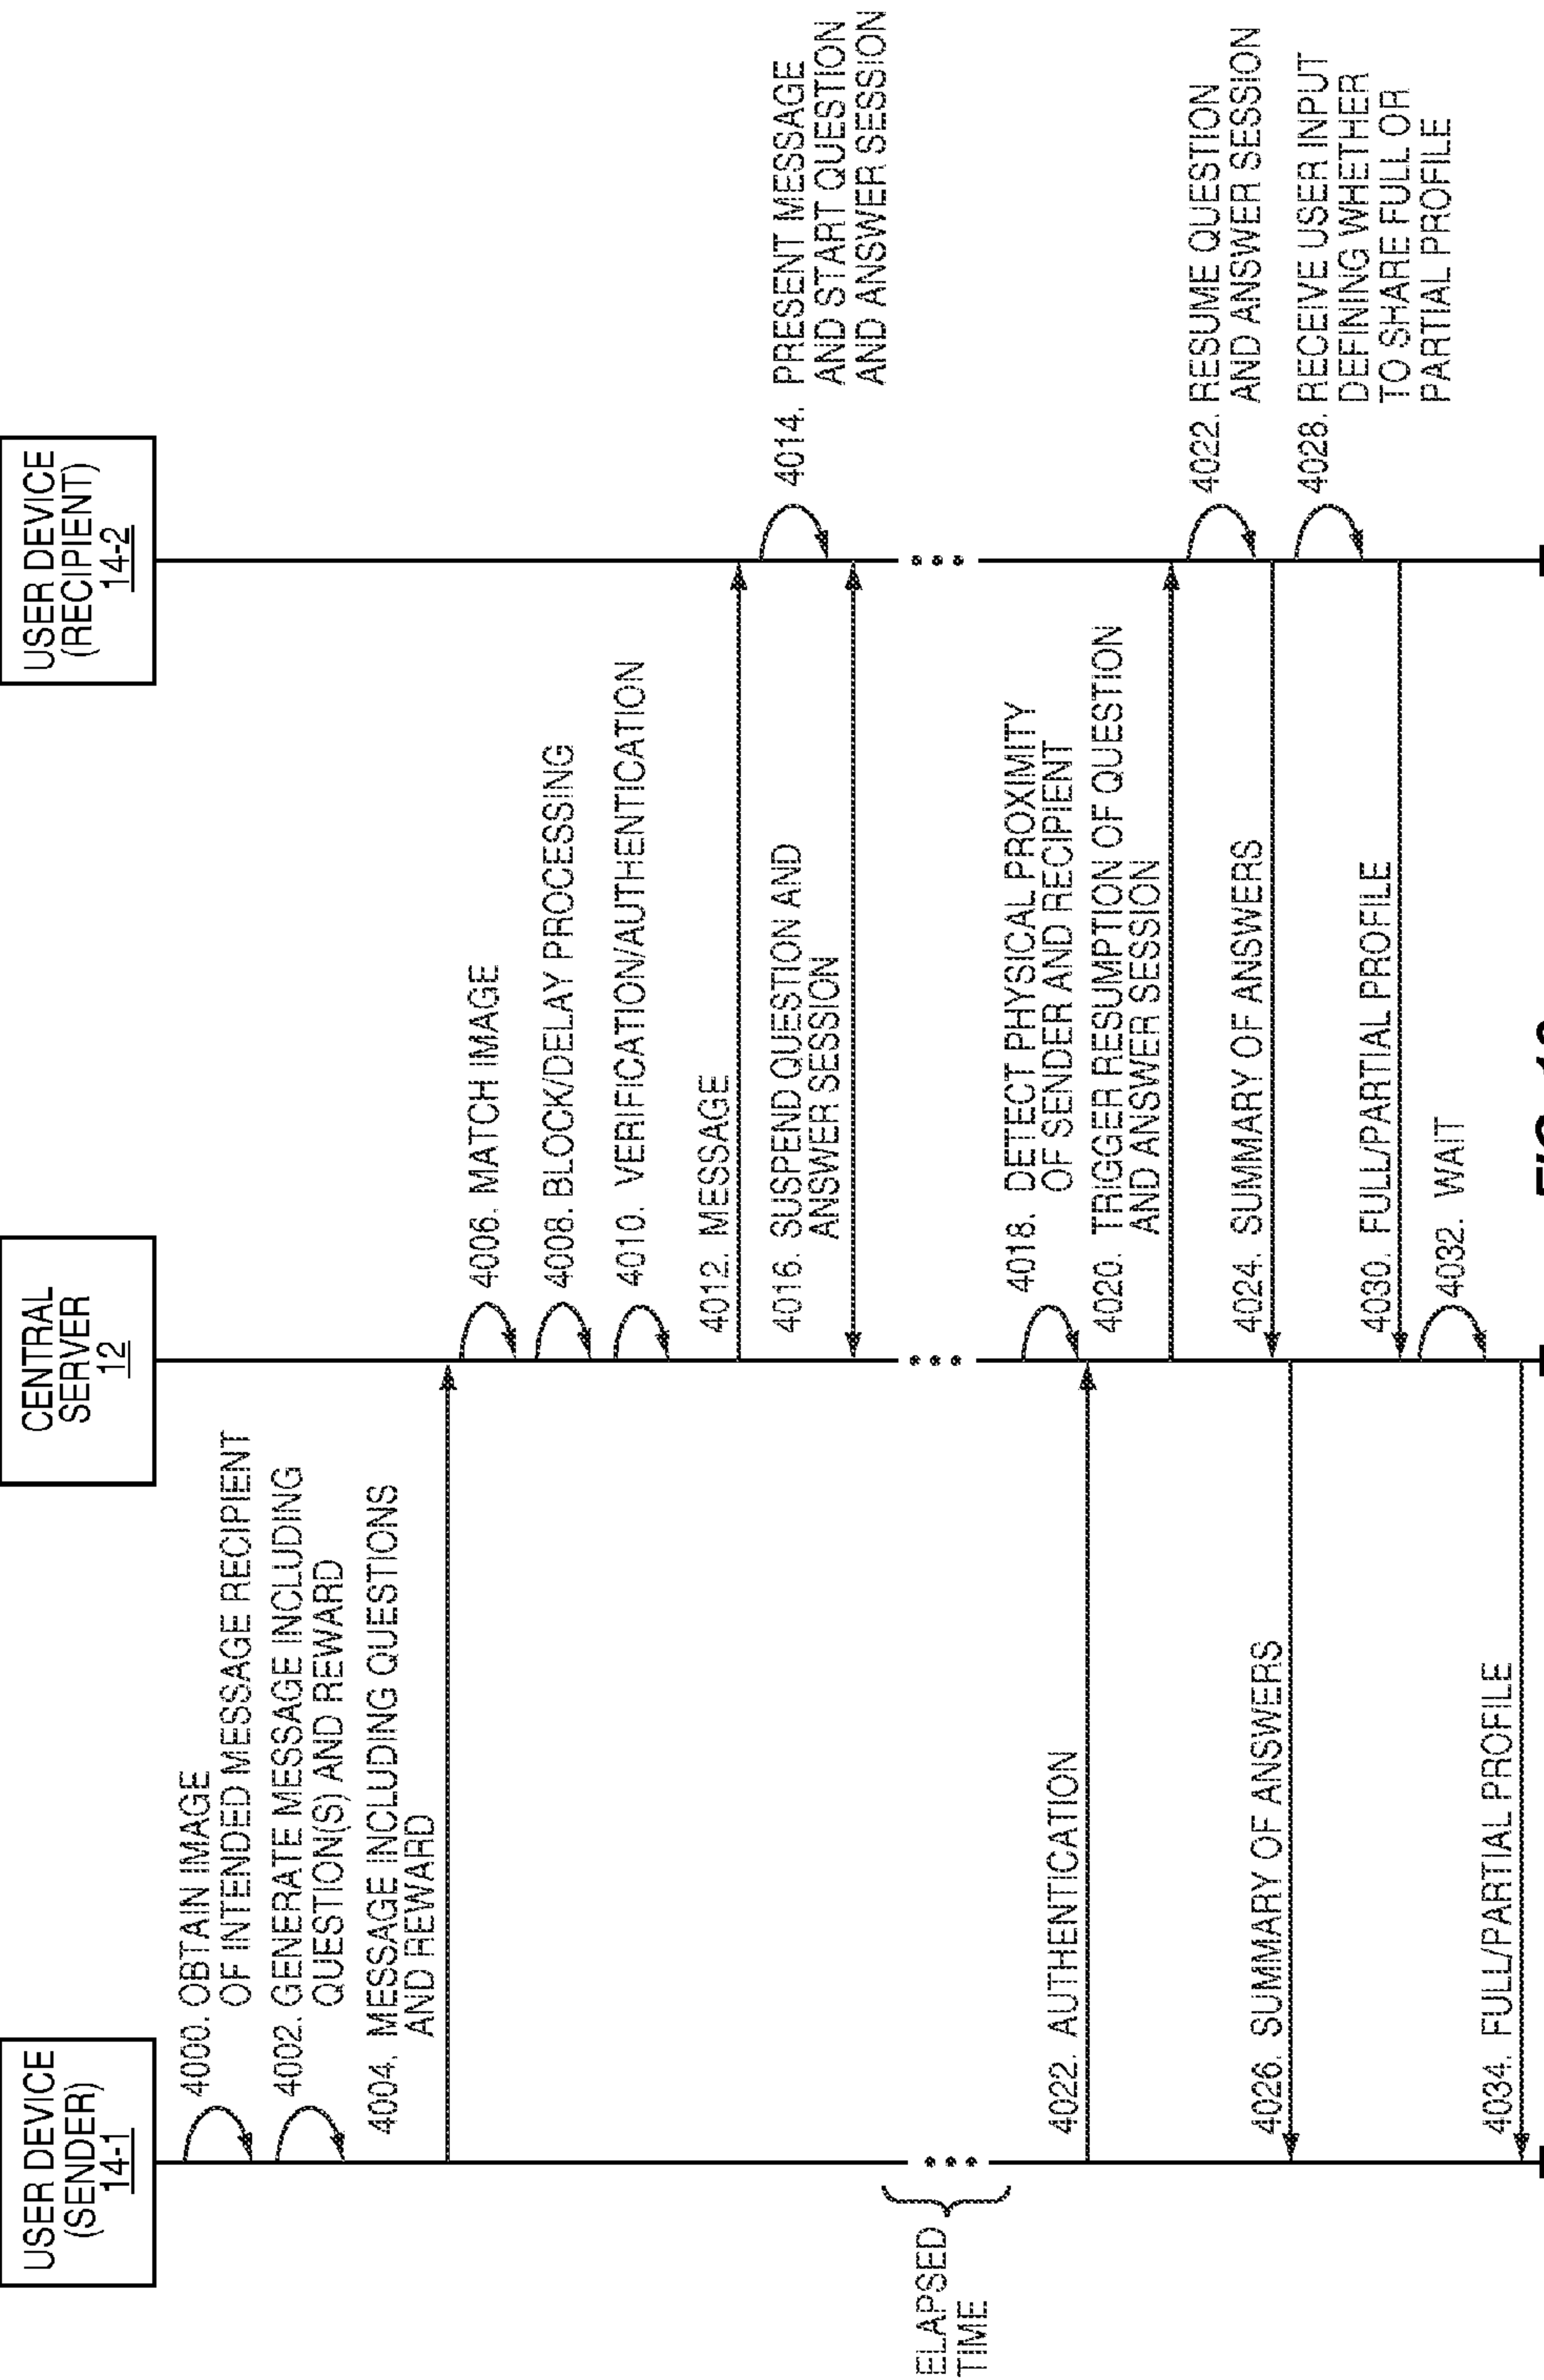 USER DEVICE
(SENDER)
14-1
CENTRAL
SERVER
12
USER DEVICE
(RECIPIENT)
14-2
4000. OBTAIN IMAGE
OF INTENDED MESSAGE RECIPIENT
4002. GENERATE MESSAGE INCLUDING
QUESTION(S) AND REWARD
4004. MESSAGE INCLUDING QUESTIONS
AND REWARD
4006. MATCH IMAGE
4008. BLOCK/DELAY PROCESSING
4010. VERIFICATION/AUTHENTICATION
4012. MESSAGE
4014. PRESENT MESSAGE
AND START QUESTION
AND ANSWER SESSION
4016. SUSPEND QUESTION AND
ANSWER SESSION
ELAPSED
TIME
4018. DETECT PHYSICAL PROXIMITY
OF SENDER AND RECIPIENT
4022. AUTHENTICATION
4020. TRIGGER RESUMPTION OF QUESTION
AND ANSWER SESSION
4022. RESUME QUESTION
AND ANSWER SESSION
4024. SUMMARY OF ANSWERS
4026. SUMMARY OF ANSWERS
4028. RECEIVE USER INPUT
DEFINING WHETHER
TO SHARE FULL OR
PARTIAL PROFILE
4030. FULL/PARTIAL PROFILE
4032. WAIT
4034. FULL/PARTIAL PROFILE